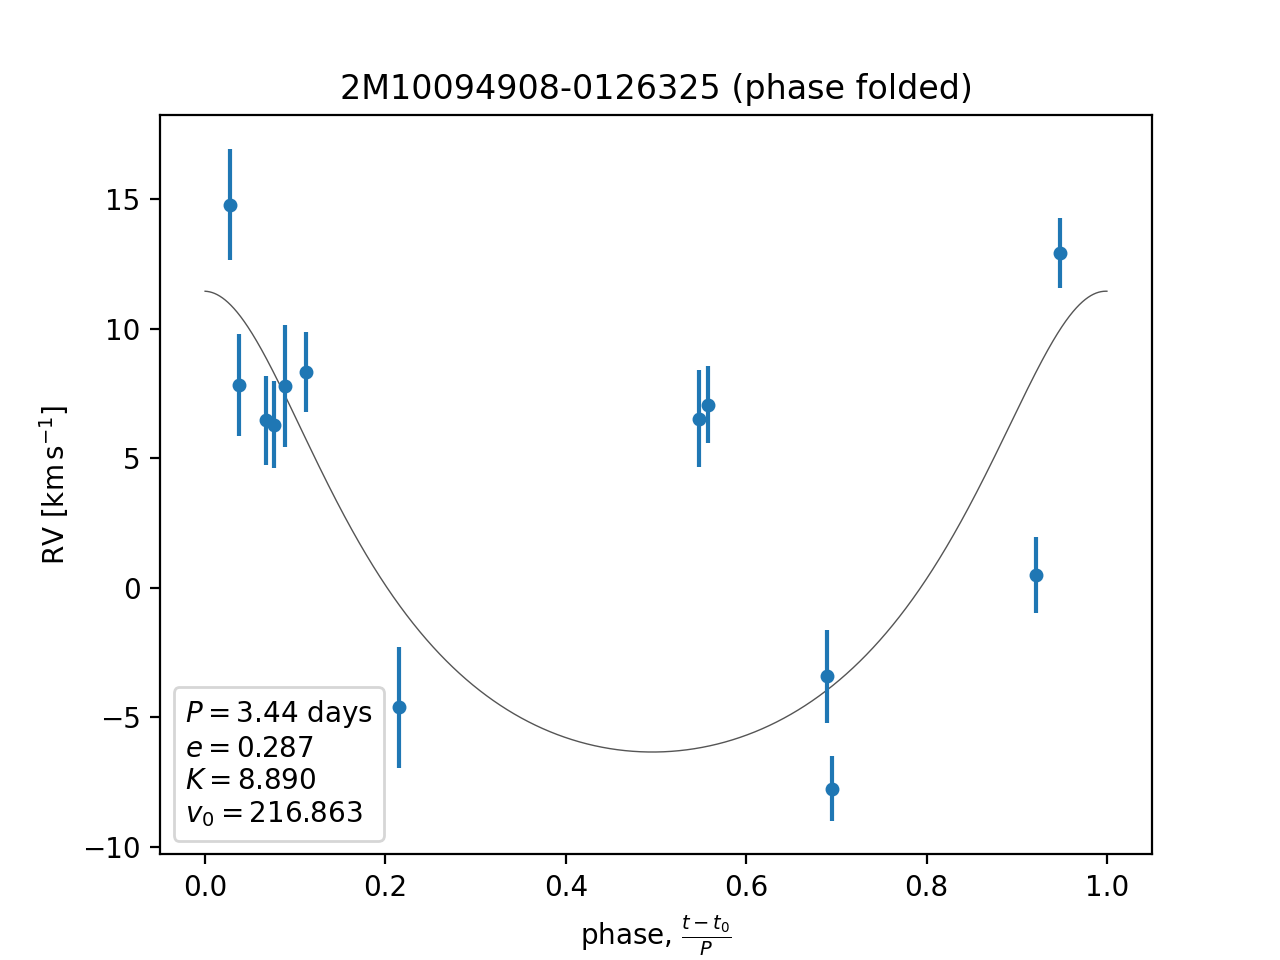 2M10094908-0126325 (phase folded)
15
10
5
0
−5
−10
RV [km s⁻¹]
P = 3.44 days
e = 0.287
K = 8.890
v₀ = 216.863
0.0 0.2 0.4 0.6 0.8 1.0
phase, (t − t₀)/P